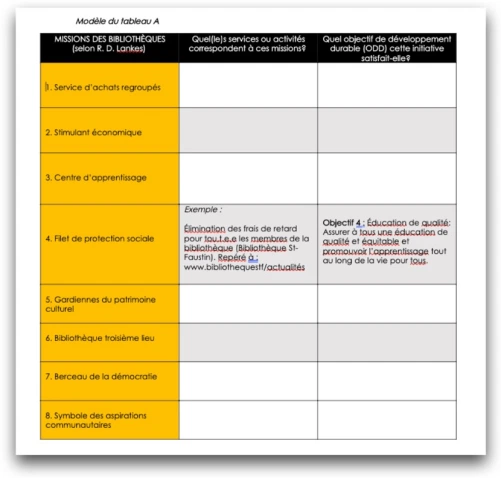 Modèle du tableau A
MISSIONS DES BIBLIOTHÈQUES
(selon R. D. Lankes)
Quel(le)s services ou activités
correspondent à ces missions?
Quel objectif de développement
durable (ODD) cette initiative
satisfait-elle?
1. Service d'achats regroupés
2. Stimulant économique
3. Centre d'apprentissage
4. Filet de protection sociale
Exemple :
Élimination des frais de retard
pour tou.t.e.e les membres de la
bibliothèque (Bibliothèque St-
Faustin). Repéré à :
www.bibliothequestf/actualités
Objectif 4 : Éducation de qualité:
Assurer à tous une éducation de
qualité et équitable et
promouvoir l'apprentissage tout
au long de la vie pour tous.
5. Gardiennes du patrimoine
culturel
6. Bibliothèque troisième lieu
7. Berceau de la démocratie
8. Symbole des aspirations
communautaires